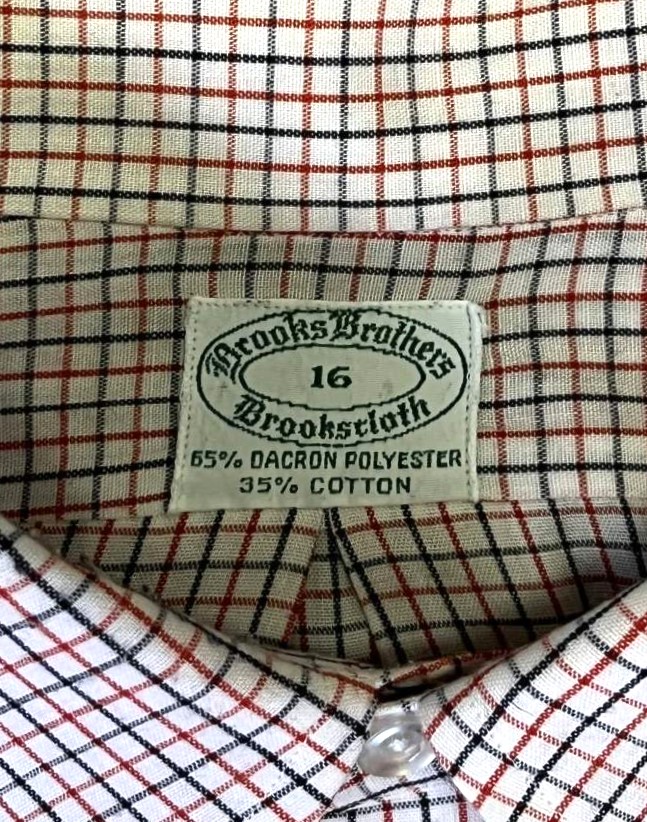 Brooks Brothers
16
Brookscloth
65% DACRON POLYESTER
35% COTTON